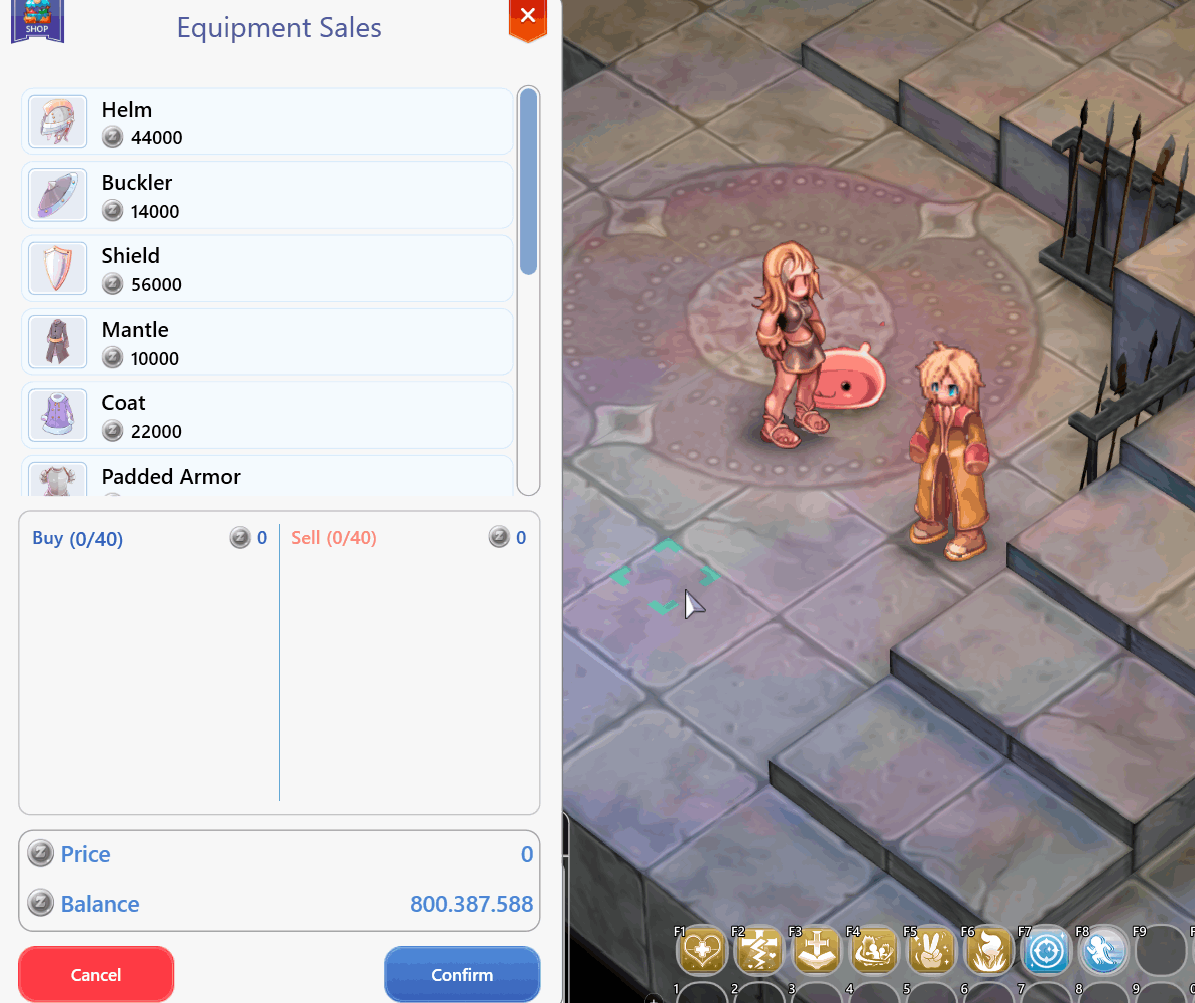 SHOP
Equipment Sales
Helm
44000
Buckler
14000
Shield
56000
Mantle
10000
Coat
22000
Padded Armor
Buy (0/40) 0
Sell (0/40) 0
Price 0
Balance 800.387.588
Cancel
Confirm
F1 F2 F3 F4 F5 F6 F7 F8 F9
1 2 3 4 5 6 7 8 9